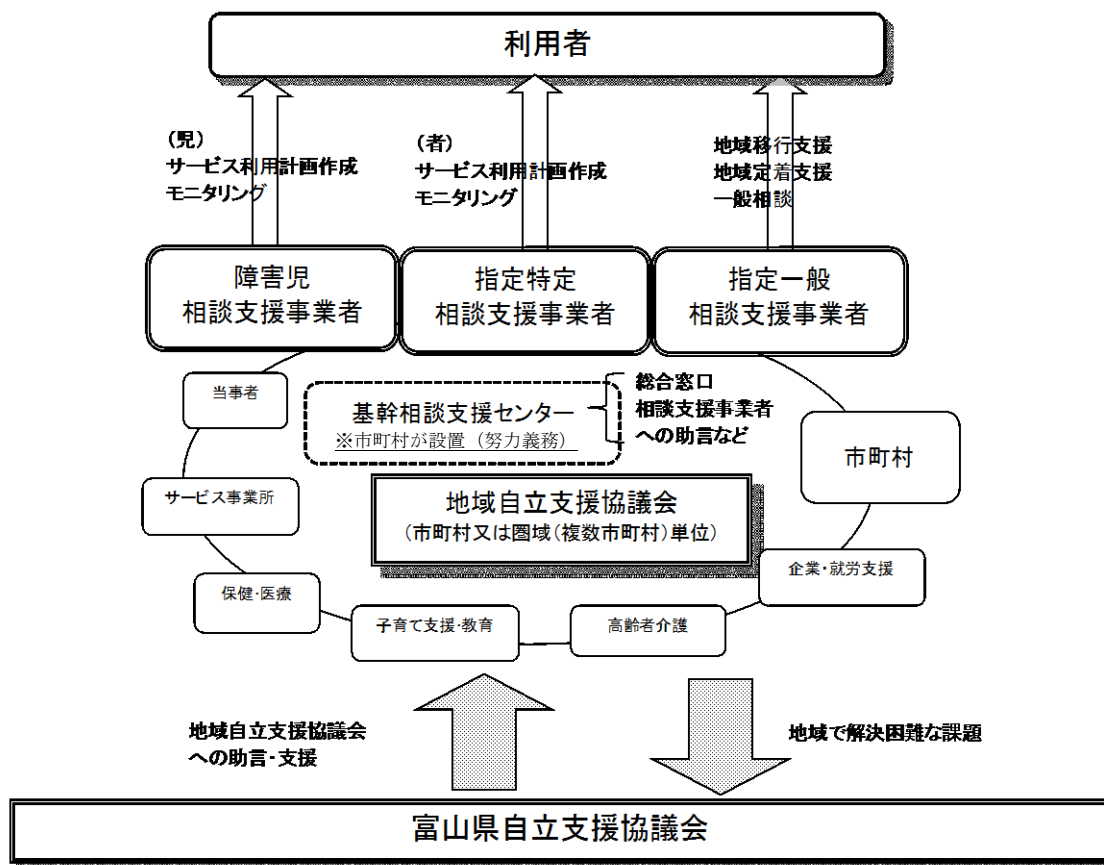 利用者
(児)
サービス利用計画作成
モニタリング
(者)
サービス利用計画作成
モニタリング
地域移行支援
地域定着支援
一般相談
障害児
相談支援事業者
指定特定
相談支援事業者
指定一般
相談支援事業者
当事者
基幹相談支援センター
※市町村が設置（努力義務）
総合窓口
相談支援事業者
への助言など
市町村
サービス事業所
地域自立支援協議会
(市町村又は圏域(複数市町村)単位)
保健・医療
子育て支援・教育
高齢者介護
企業・就労支援
地域自立支援協議会
への助言・支援
地域で解決困難な課題
富山県自立支援協議会